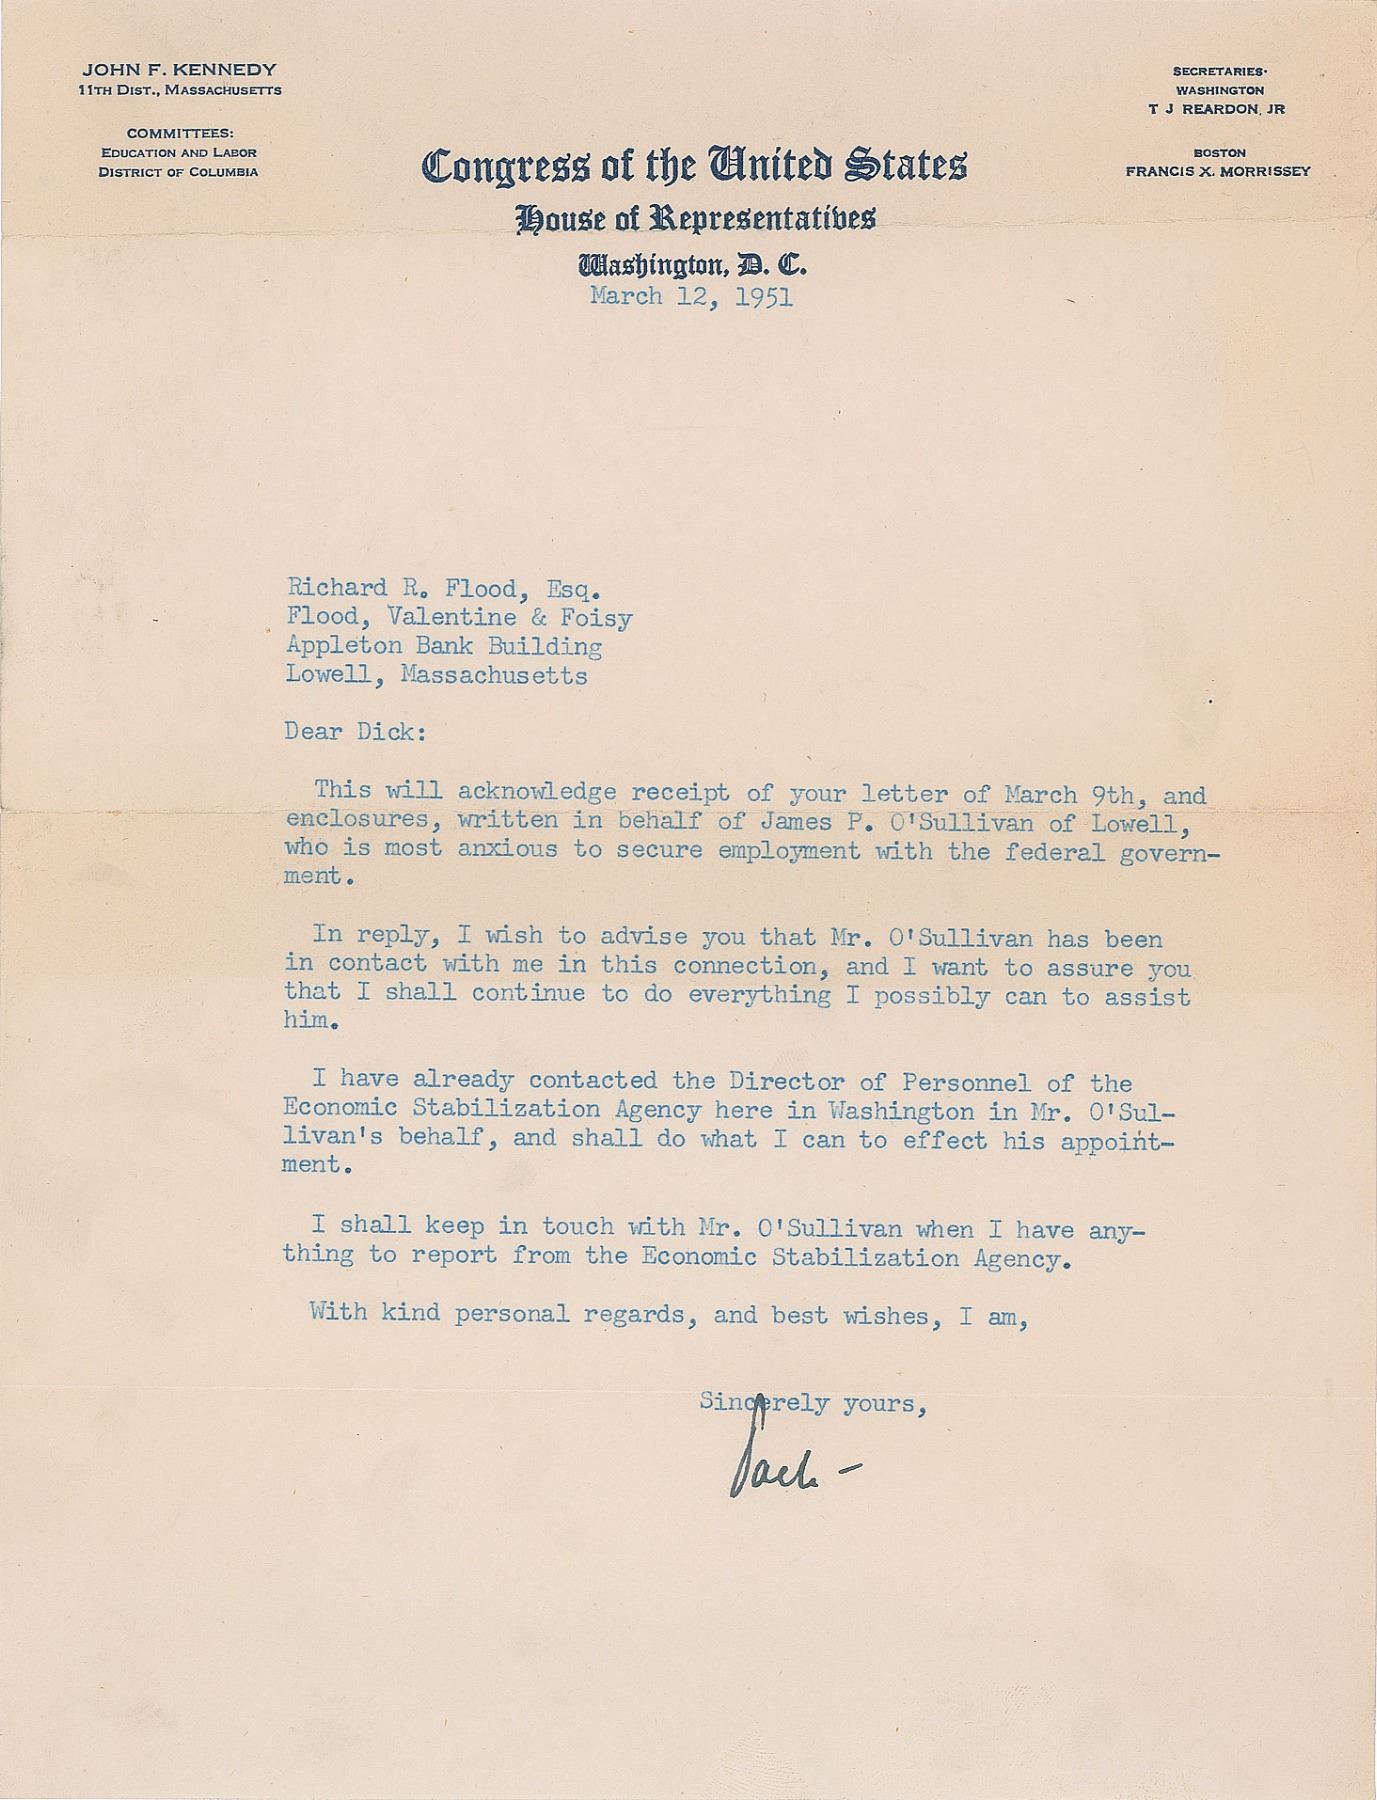 JOHN F. KENNEDY
11TH DIST., MASSACHUSETTS
COMMITTEES:
EDUCATION AND LABOR
DISTRICT OF COLUMBIA
SECRETARIES·
WASHINGTON
T J REARDON, JR
BOSTON
FRANCIS X. MORRISSEY
Congress of the United States
House of Representatives
Washington, D. C.
March 12, 1951
Richard R. Flood, Esq.
Flood, Valentine & Foisy
Appleton Bank Building
Lowell, Massachusetts
Dear Dick:
This will acknowledge receipt of your letter of March 9th, and
enclosures, written in behalf of James P. O'Sullivan of Lowell,
who is most anxious to secure employment with the federal govern-
ment.
In reply, I wish to advise you that Mr. O'Sullivan has been
in contact with me in this connection, and I want to assure you
that I shall continue to do everything I possibly can to assist
him.
I have already contacted the Director of Personnel of the
Economic Stabilization Agency here in Washington in Mr. O'Sul-
livan's behalf, and shall do what I can to effect his appoint-
ment.
I shall keep in touch with Mr. O'Sullivan when I have any-
thing to report from the Economic Stabilization Agency.
With kind personal regards, and best wishes, I am,
Sincerely yours,
Jack -